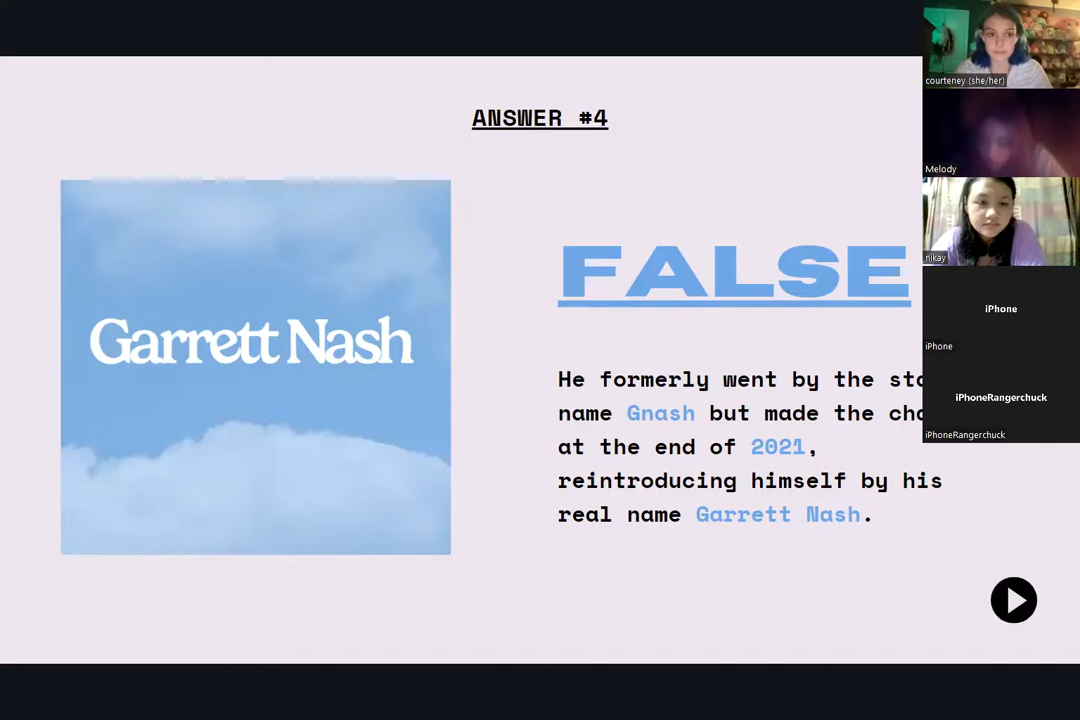 ANSWER #4
Garrett Nash
FALSE
He formerly went by the
name Gnash but made the
at the end of 2021,
reintroducing himself by his
real name Garrett Nash.
courteney (she/her)
Melody
nikay
iPhone
iPhone
iPhoneRangerchuck
iPhoneRangerchuck